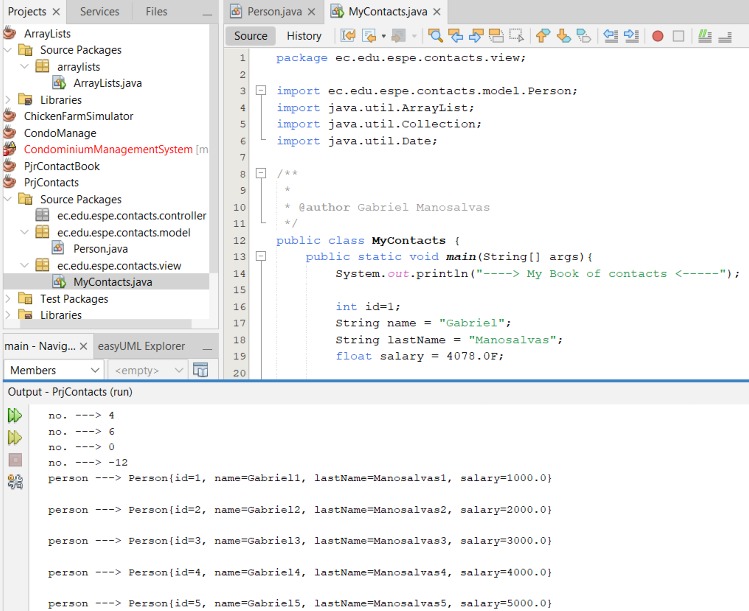 Projects
Services
Files
ArrayLists
Source Packages
arraylists
ArrayLists.java
Libraries
ChickenFarmSimulator
CondoManage
CondominiumManagementSystem [m
PjrContactBook
PrjContacts
Source Packages
ec.edu.espe.contacts.controller
ec.edu.espe.contacts.model
Person.java
ec.edu.espe.contacts.view
MyContacts.java
Test Packages
Libraries
main - Navig...
easyUML Explorer
Members
<empty>
Person.java
MyContacts.java
Source
History
1 package ec.edu.espe.contacts.view;
2
3 import ec.edu.espe.contacts.model.Person;
4 import java.util.ArrayList;
5 import java.util.Collection;
6 import java.util.Date;
7
8 /**
9 *
10 * @author Gabriel Manosalvas
11 */
12 public class MyContacts {
13 public static void main(String[] args){
14 System.out.println("----> My Book of contacts <-----");
15
16 int id=1;
17 String name = "Gabriel";
18 String lastName = "Manosalvas";
19 float salary = 4078.0F;
20
Output - PrjContacts (run)
no. ---> 4
no. ---> 6
no. ---> 0
no. ---> -12
person ---> Person{id=1, name=Gabriel1, lastName=Manosalvas1, salary=1000.0}
person ---> Person{id=2, name=Gabriel2, lastName=Manosalvas2, salary=2000.0}
person ---> Person{id=3, name=Gabriel3, lastName=Manosalvas3, salary=3000.0}
person ---> Person{id=4, name=Gabriel4, lastName=Manosalvas4, salary=4000.0}
person ---> Person{id=5, name=Gabriel5, lastName=Manosalvas5, salary=5000.0}